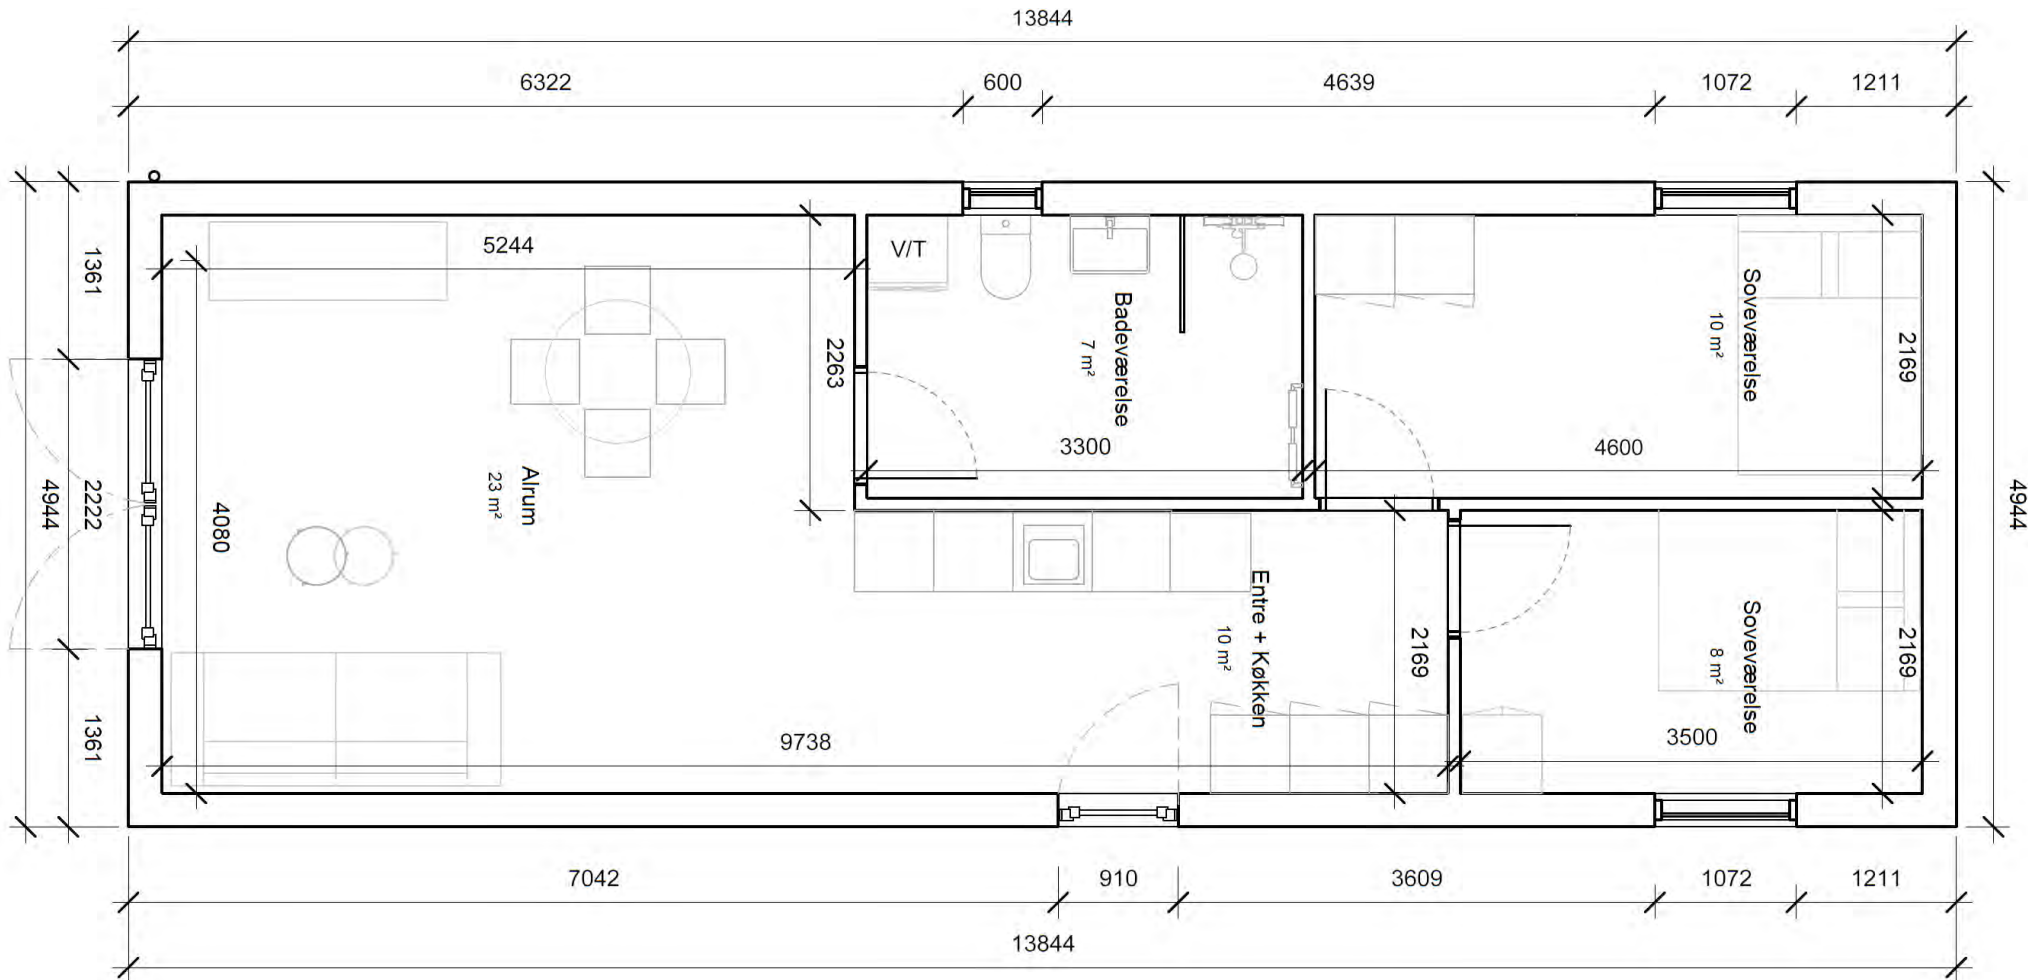 13844
6322
600
4639
1072
1211
1361
2222
1361
4944
4944
5244
4080
2263
V/T
Badeværelse
7 m²
3300
Soveværelse
10 m²
2169
4600
Alrum
23 m²
Entre + Køkken
10 m²
2169
Soveværelse
8 m²
2169
9738
3500
7042
910
3609
1072
1211
13844